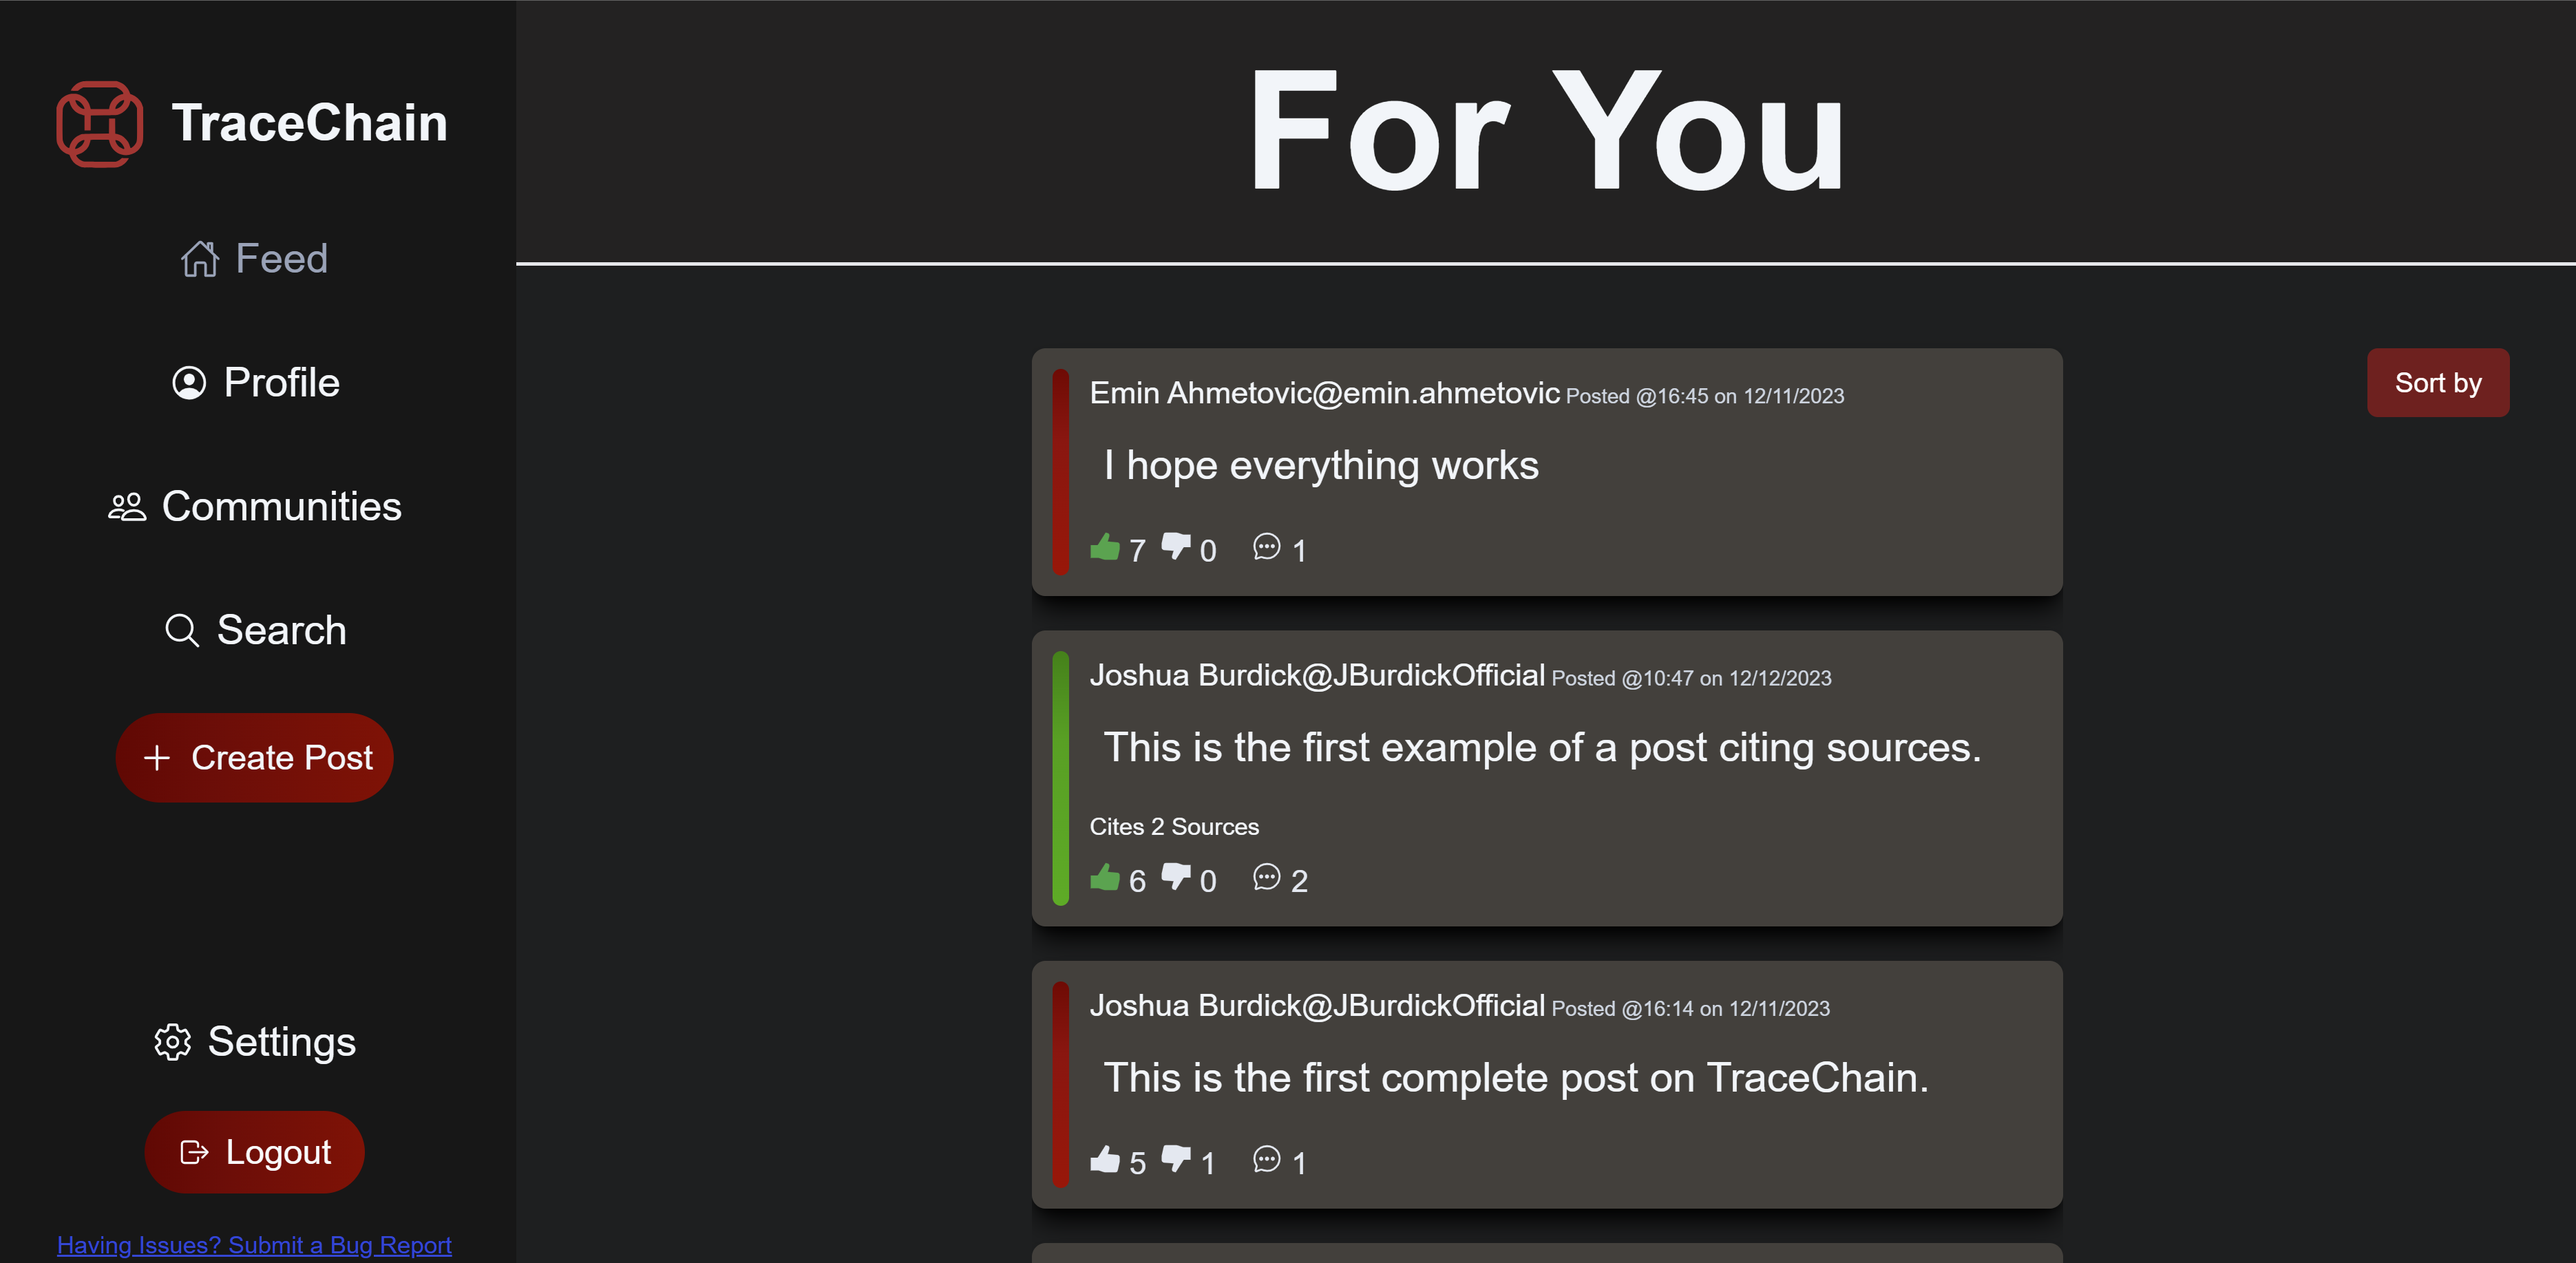 TraceChain
Feed
Profile
Communities
Search
Create Post
Settings
Logout
Having Issues? Submit a Bug Report
For You
Sort by
Emin Ahmetovic@emin.ahmetovic Posted @16:45 on 12/11/2023
I hope everything works
7 0 1
Joshua Burdick@JBurdickOfficial Posted @10:47 on 12/12/2023
This is the first example of a post citing sources.
Cites 2 Sources
6 0 2
Joshua Burdick@JBurdickOfficial Posted @16:14 on 12/11/2023
This is the first complete post on TraceChain.
5 1 1